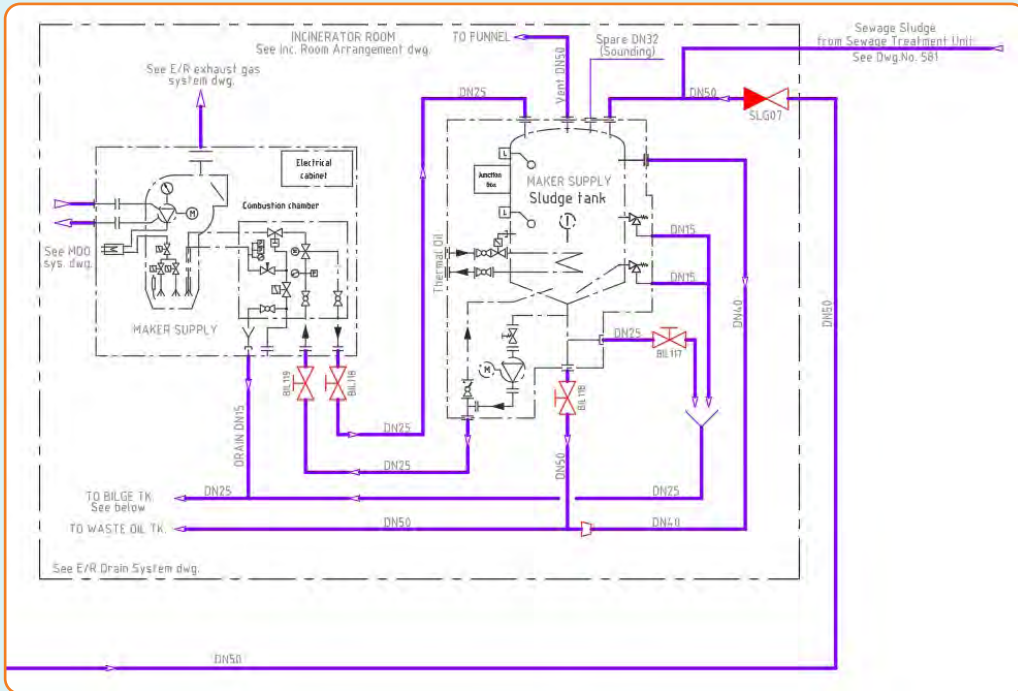 INCINERATOR ROOM
See Inc. Room Arrangement dwg.
TO FUNNEL
Spare DN32
(Sounding)
Sewage Sludge
from Sewage Treatment Unit
See Dwg.No. 581
See E/R exhaust gas
system dwg.
DN25
Vent DN50
DN50
SLG07
Electrical
cabinet
Combustion chamber
L
Junction
Box
MAKER SUPPLY
Sludge tank
L
M
See MDO
sys. dwg.
Thermal Oil
DN15
DN15
MAKER SUPPLY
DN40
DN50
DN25
BIL117
M
BIL119
BIL118
BIL118
DRAIN DN15
DN25
DN25
DN50
TO BILGE TK.
See below
DN25
DN25
TO WASTE OIL TK.
DN50
DN40
See E/R Drain System dwg.
DN50